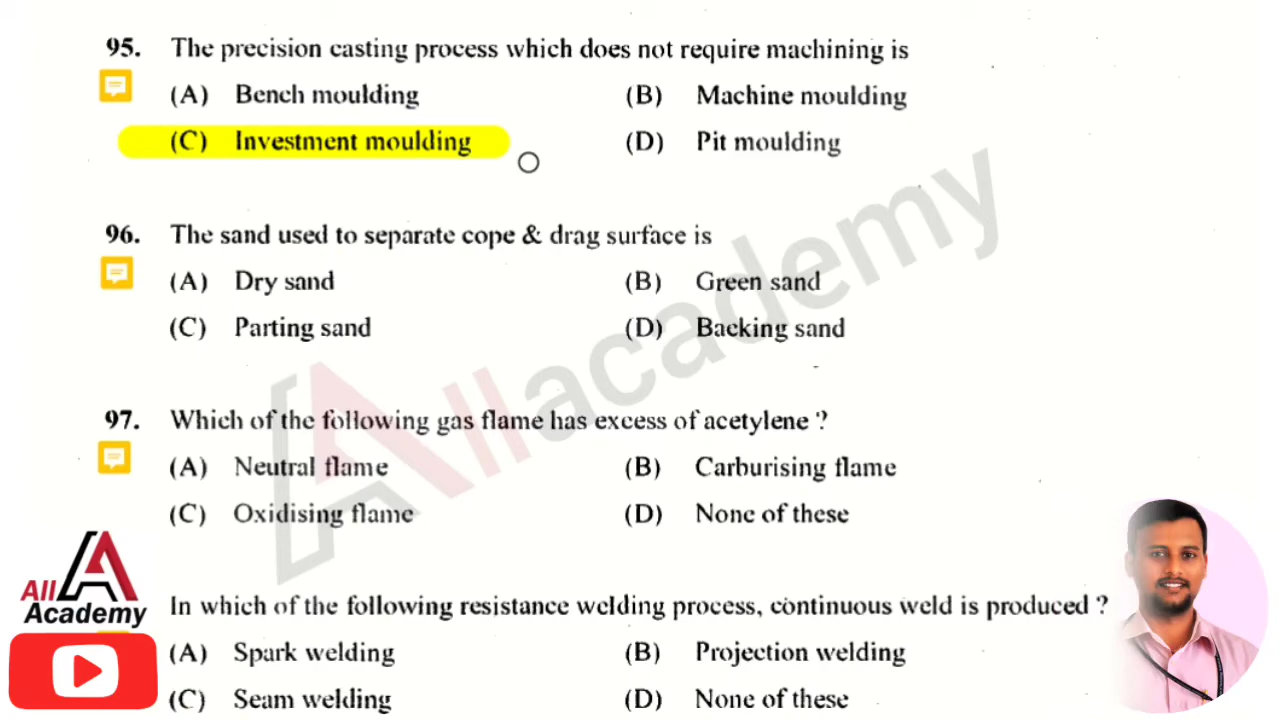 95. The precision casting process which does not require machining is
(A) Bench moulding (B) Machine moulding
(C) Investment moulding (D) Pit moulding
96. The sand used to separate cope & drag surface is
(A) Dry sand (B) Green sand
(C) Parting sand (D) Backing sand
97. Which of the following gas flame has excess of acetylene ?
(A) Neutral flame (B) Carburising flame
(C) Oxidising flame (D) None of these
In which of the following resistance welding process, continuous weld is produced ?
(A) Spark welding (B) Projection welding
(C) Seam welding (D) None of these
All academy
All
Academy